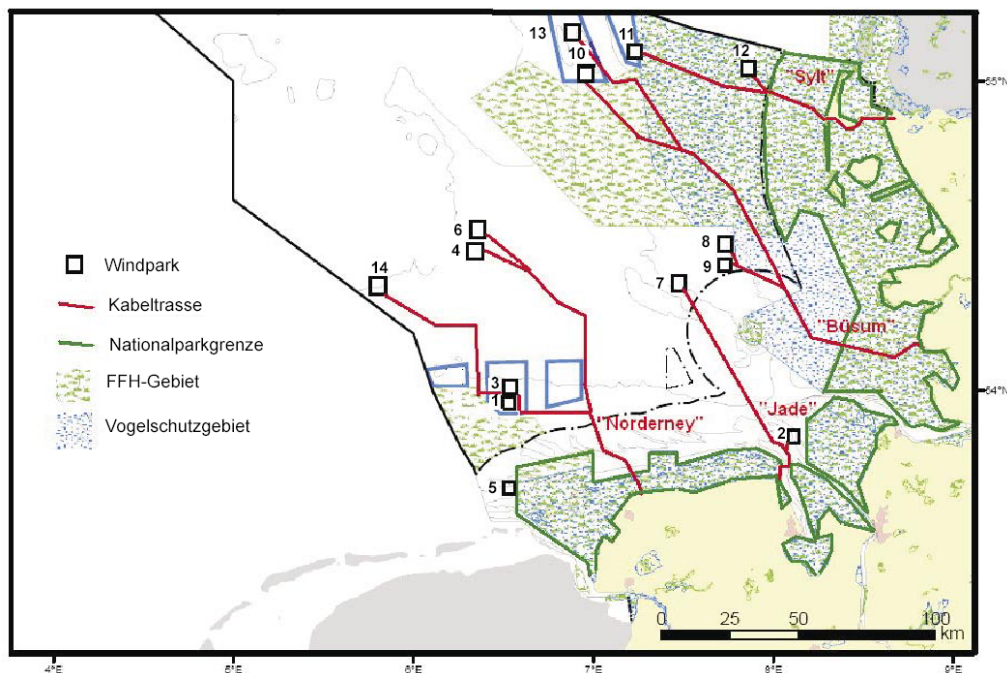 13
11
12
10
"Sylt"
55°N
6
4
8
9
14
7
Windpark
Kabeltrasse
Nationalparkgrenze
FFH-Gebiet
Vogelschutzgebiet
"Büsum"
3
1
54°N
"Norderney"
"Jade"
2
5
0 25 50 100
km
4°E 5°E 6°E 7°E 8°E 9°E